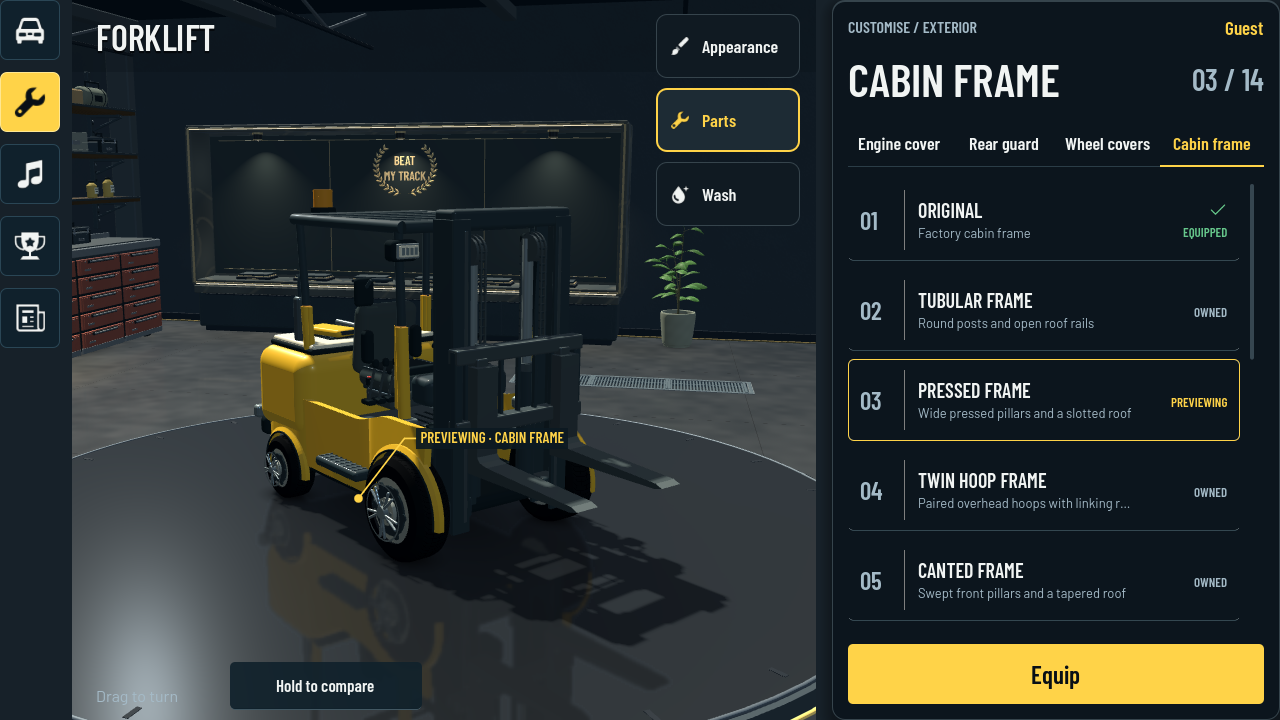 FORKLIFT
BEAT
MY TRACK
Appearance
Parts
Wash
PREVIEWING · CABIN FRAME
Drag to turn
Hold to compare
CUSTOMISE / EXTERIOR
Guest
CABIN FRAME
03 / 14
Engine cover
Rear guard
Wheel covers
Cabin frame
01
ORIGINAL
Factory cabin frame
EQUIPPED
02
TUBULAR FRAME
Round posts and open roof rails
OWNED
03
PRESSED FRAME
Wide pressed pillars and a slotted roof
PREVIEWING
04
TWIN HOOP FRAME
Paired overhead hoops with linking r...
OWNED
05
CANTED FRAME
Swept front pillars and a tapered roof
OWNED
Equip